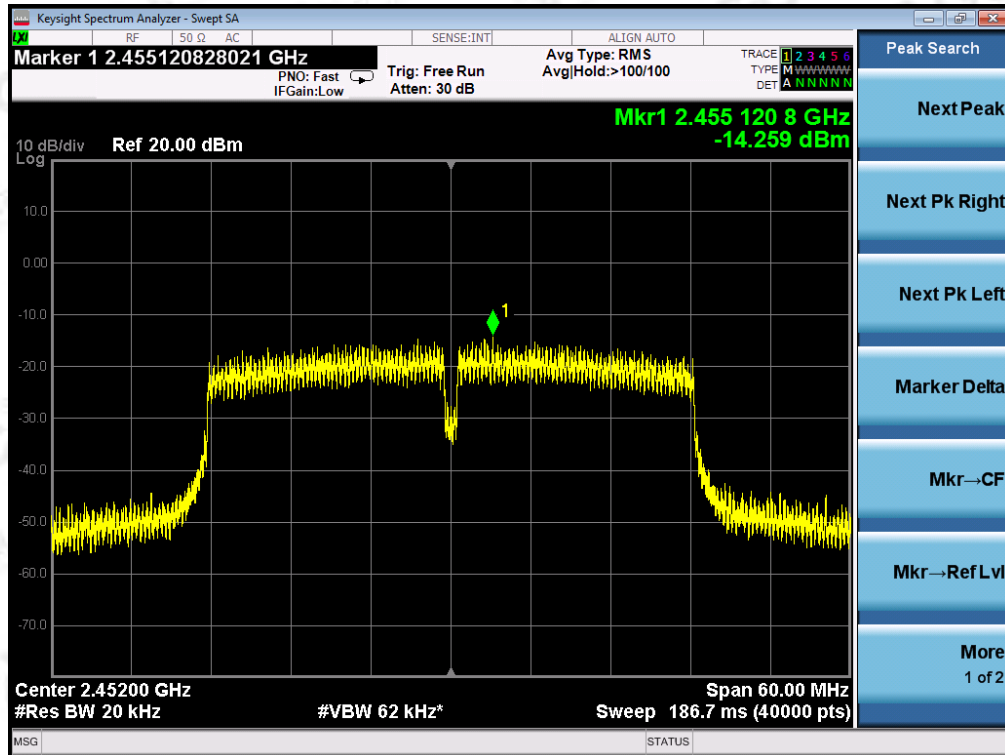 Keysight Spectrum Analyzer - Swept SA
LXI
RF 50 Ω AC SENSE:INT ALIGN AUTO
Marker 1 2.455120828021 GHz
PNO: Fast
IFGain:Low
Trig: Free Run
Atten: 30 dB
Avg Type: RMS
Avg|Hold:>100/100
TRACE 1 2 3 4 5 6
TYPE M WWWWW
DET A N N N N N
Mkr1 2.455 120 8 GHz
-14.259 dBm
10 dB/div Ref 20.00 dBm
Log
10.0
0.00
-10.0
-20.0
-30.0
-40.0
-50.0
-60.0
-70.0
1
Center 2.45200 GHz Span 60.00 MHz
#Res BW 20 kHz #VBW 62 kHz* Sweep 186.7 ms (40000 pts)
MSG STATUS
Peak Search
Next Peak
Next Pk Right
Next Pk Left
Marker Delta
Mkr→CF
Mkr→Ref Lvl
More
1 of 2